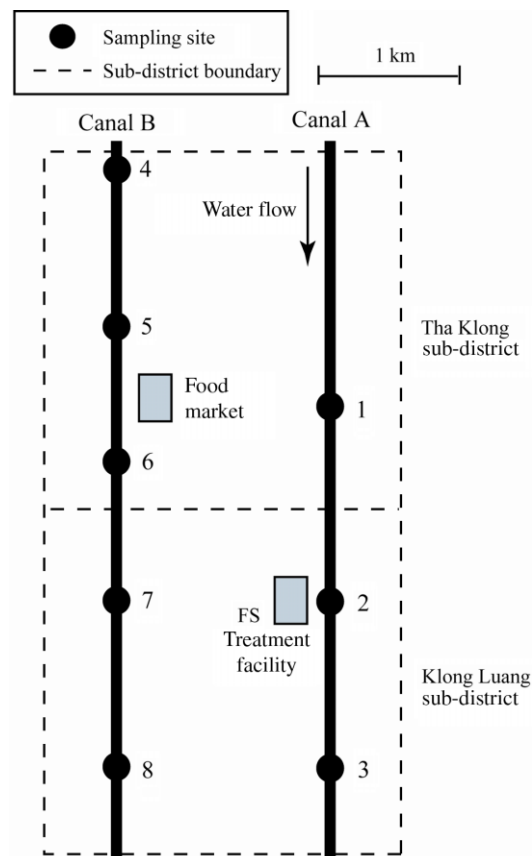 Sampling site
Sub-district boundary
1 km
Canal B
Canal A
4
Water flow
5
Tha Klong
sub-district
Food
market
1
6
7
2
FS
Treatment
facility
Klong Luang
sub-district
8
3